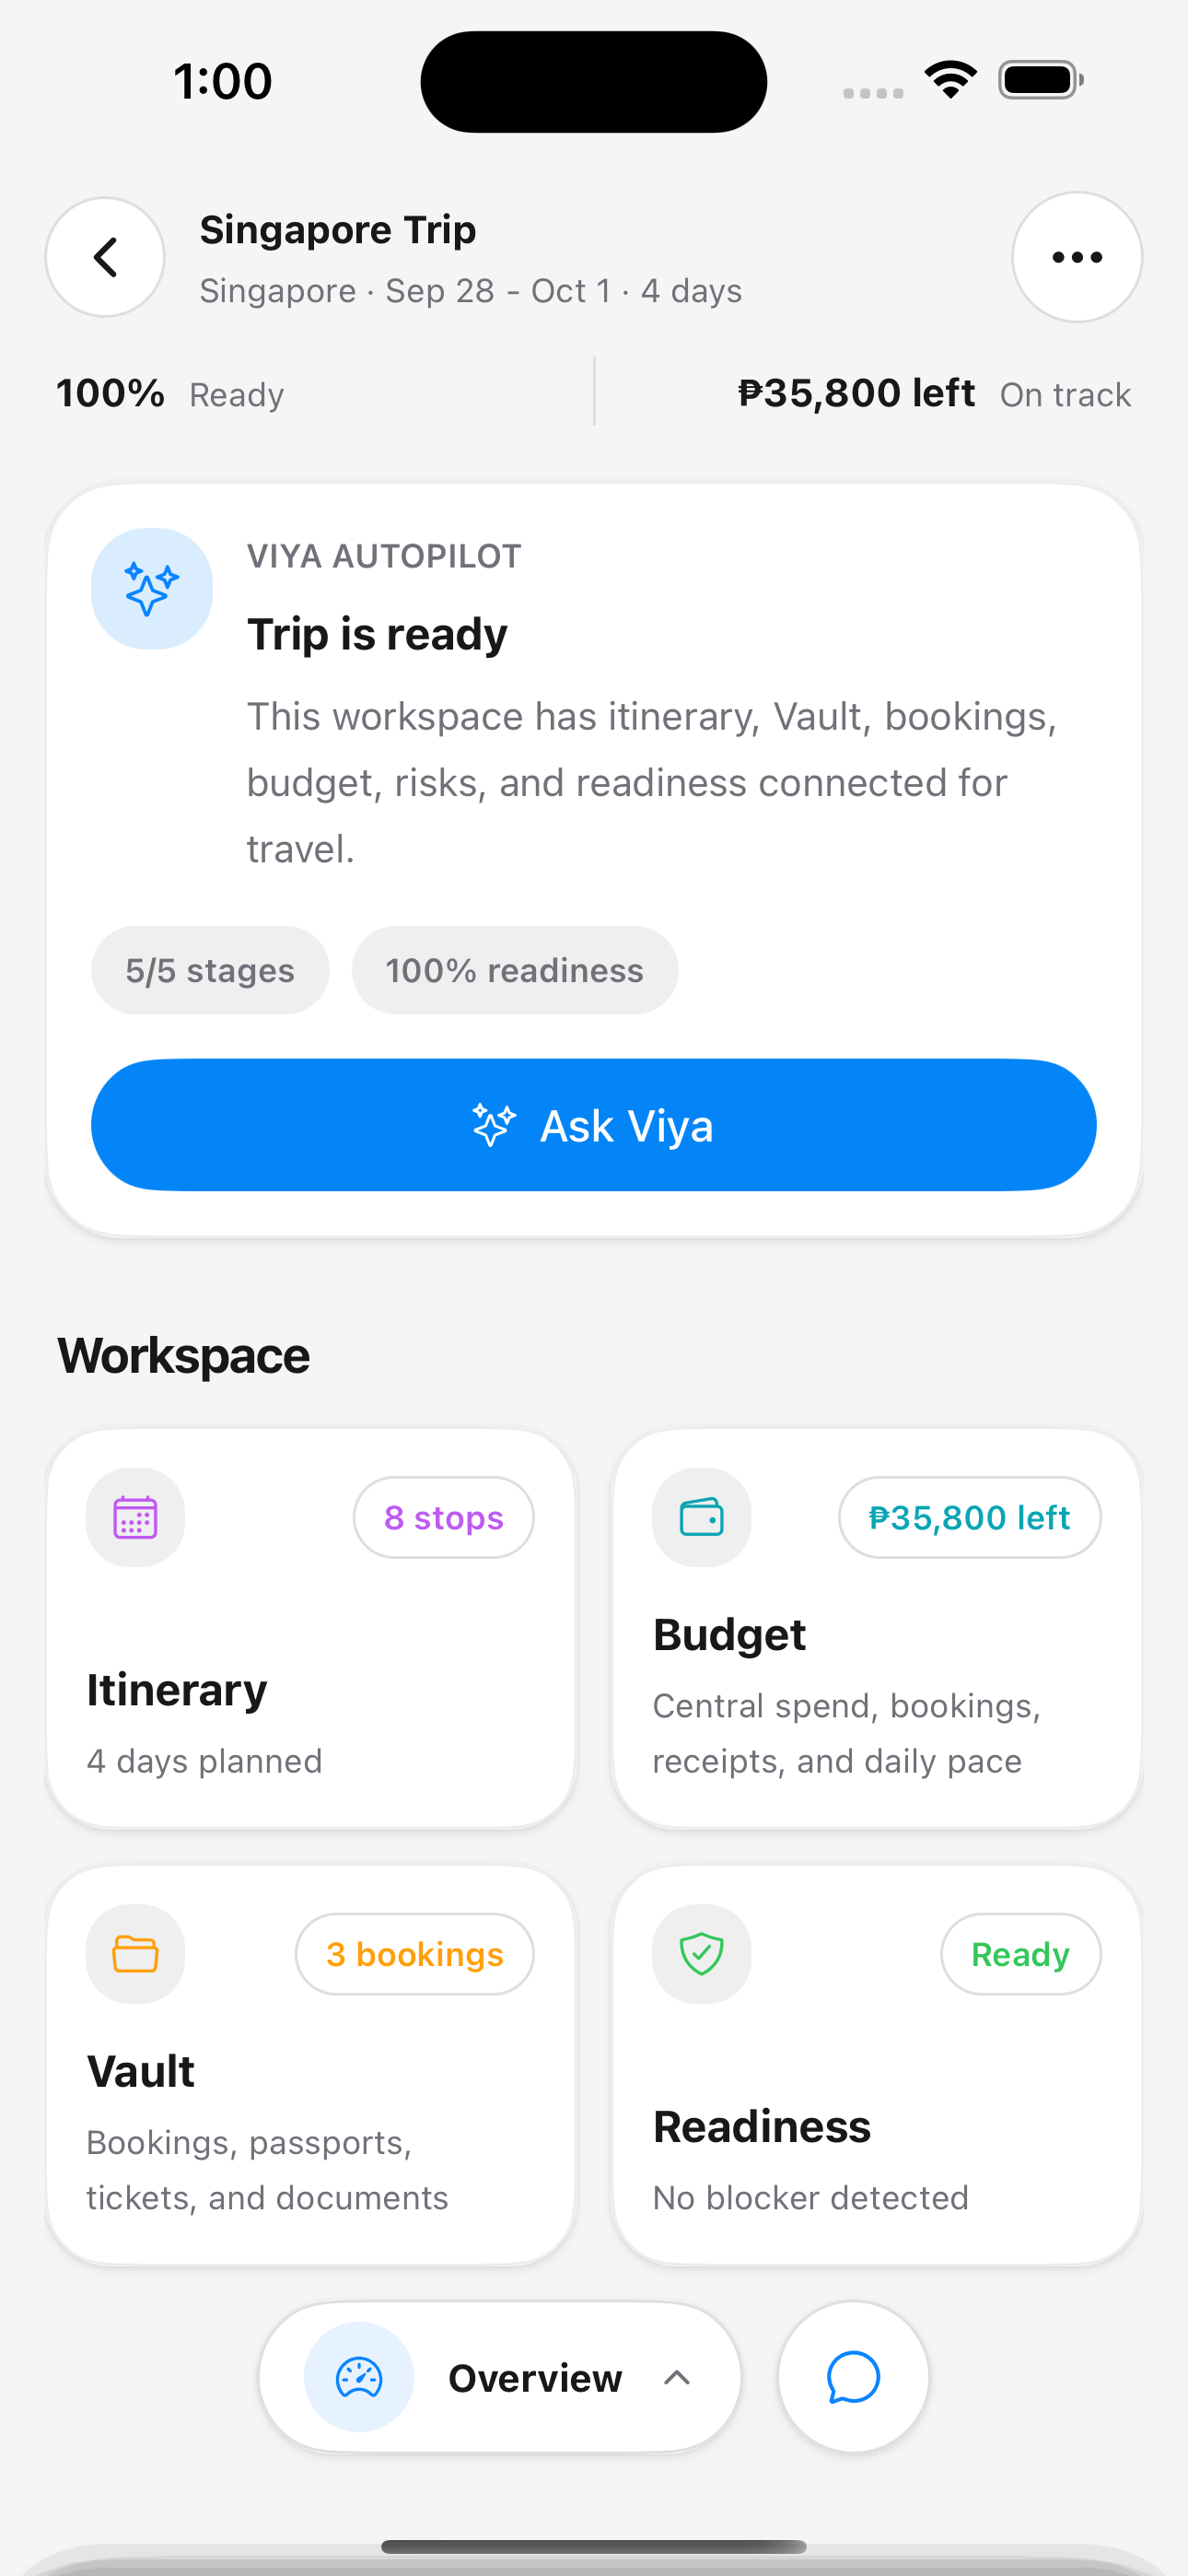 1:00
Singapore Trip
Singapore · Sep 28 - Oct 1 · 4 days
100% Ready
₱35,800 left On track
VIYA AUTOPILOT
Trip is ready
This workspace has itinerary, Vault, bookings,
budget, risks, and readiness connected for
travel.
5/5 stages
100% readiness
Ask Viya
Workspace
8 stops
Itinerary
4 days planned
₱35,800 left
Budget
Central spend, bookings,
receipts, and daily pace
3 bookings
Vault
Bookings, passports,
tickets, and documents
Ready
Readiness
No blocker detected
Overview